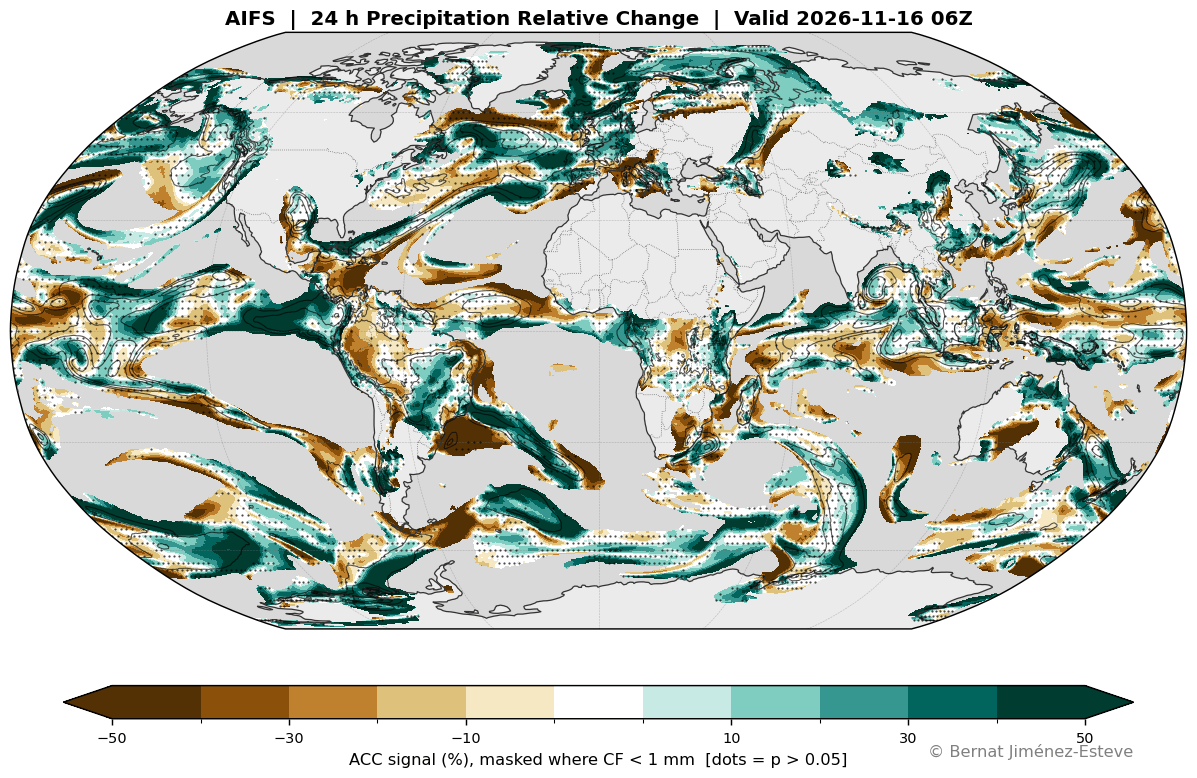 AIFS | 24 h Precipitation Relative Change | Valid 2026-11-16 06Z
−50 −30 −10 10 30 50
ACC signal (%), masked where CF < 1 mm [dots = p > 0.05]
© Bernat Jiménez-Esteve